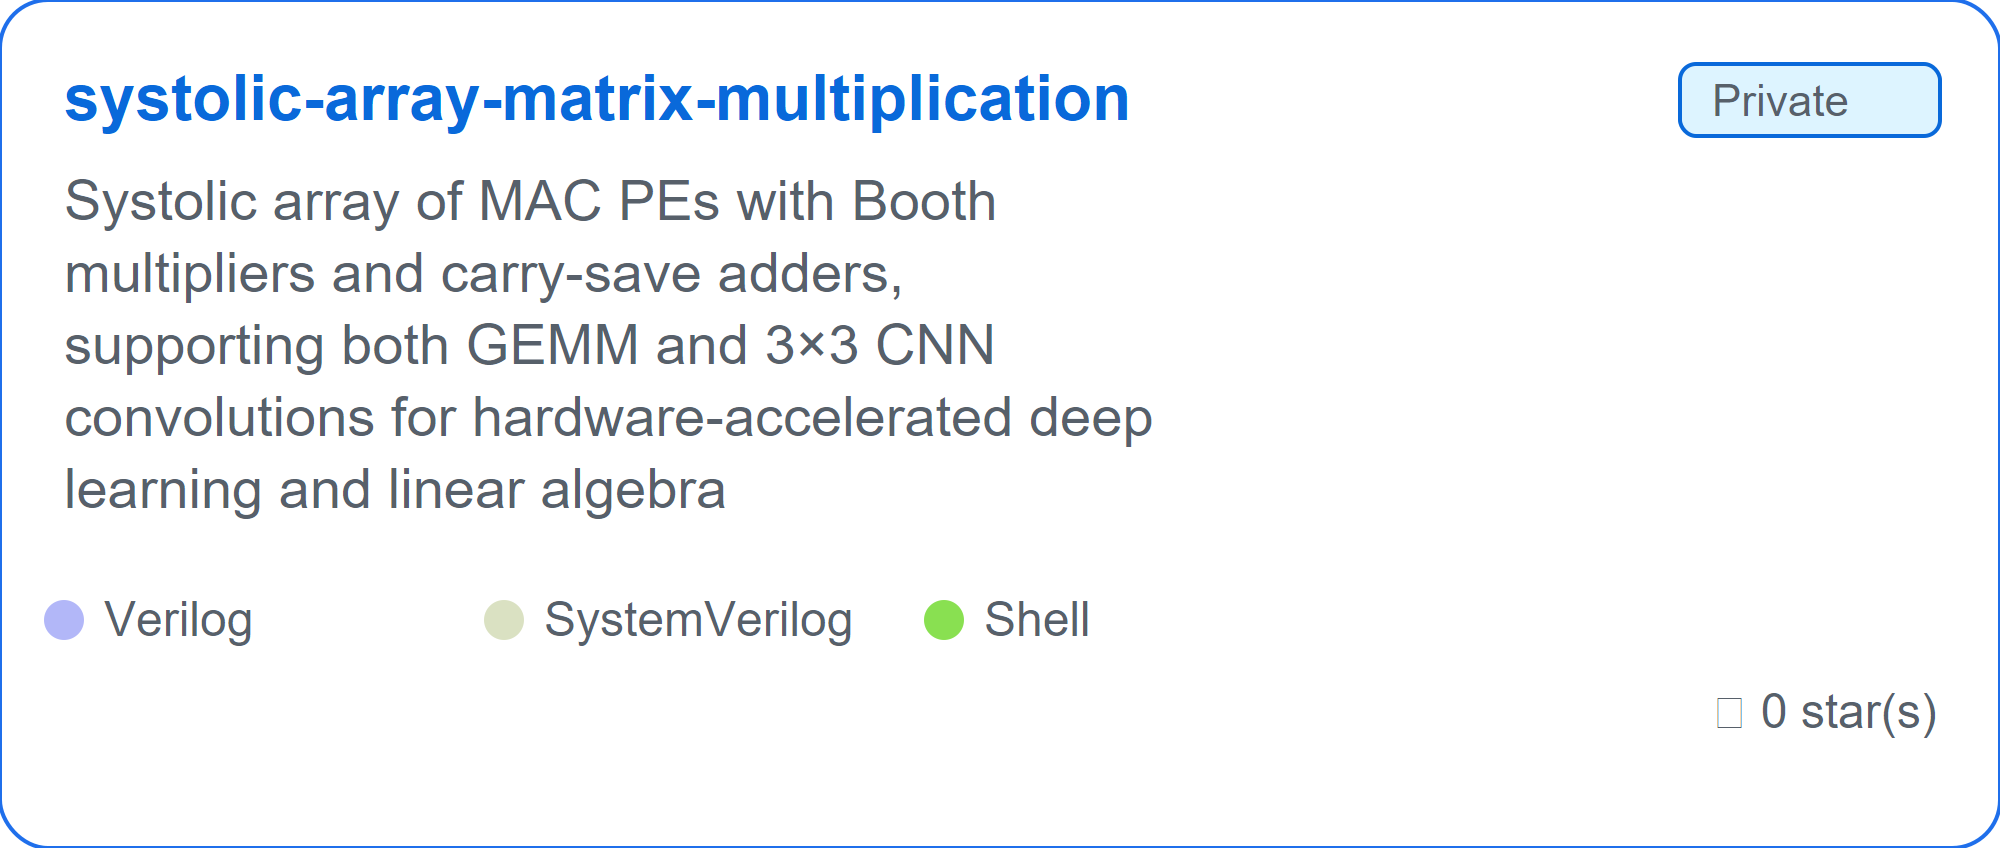 systolic-array-matrix-multiplication
Private
Systolic array of MAC PEs with Booth
multipliers and carry-save adders,
supporting both GEMM and 3×3 CNN
convolutions for hardware-accelerated deep
learning and linear algebra
Verilog
SystemVerilog
Shell
0 star(s)